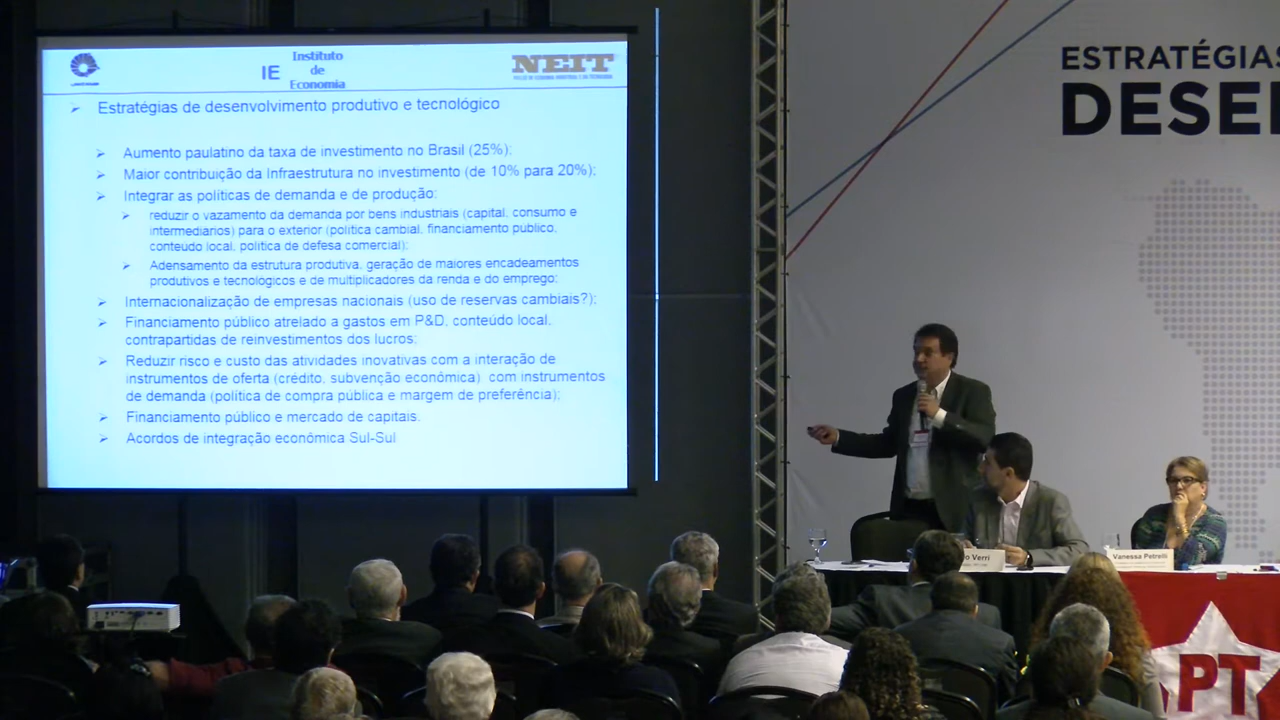 IE
Instituto
de
Economia
NEIT
Estratégias de desenvolvimento produtivo e tecnológico
Aumento paulatino da taxa de investimento no Brasil (25%);
Maior contribuição da Infraestrutura no investimento (de 10% para 20%);
Integrar as políticas de demanda e de produção:
reduzir o vazamento da demanda por bens industriais (capital, consumo e
intermediários) para o exterior (política cambial, financiamento público,
conteúdo local, política de defesa comercial);
Adensamento da estrutura produtiva, geração de maiores encadeamentos
produtivos e tecnológicos e de multiplicadores da renda e do emprego;
Internacionalização de empresas nacionais (uso de reservas cambiais?);
Financiamento público atrelado a gastos em P&D, conteúdo local,
contrapartidas de reinvestimentos dos lucros;
Reduzir risco e custo das atividades inovativas com a interação de
instrumentos de oferta (crédito, subvenção econômica) com instrumentos
de demanda (política de compra pública e margem de preferência);
Financiamento público e mercado de capitais.
Acordos de integração econômica Sul-Sul
ESTRATÉGIAS
DESE
Verri
Vanessa Petrelli
PT